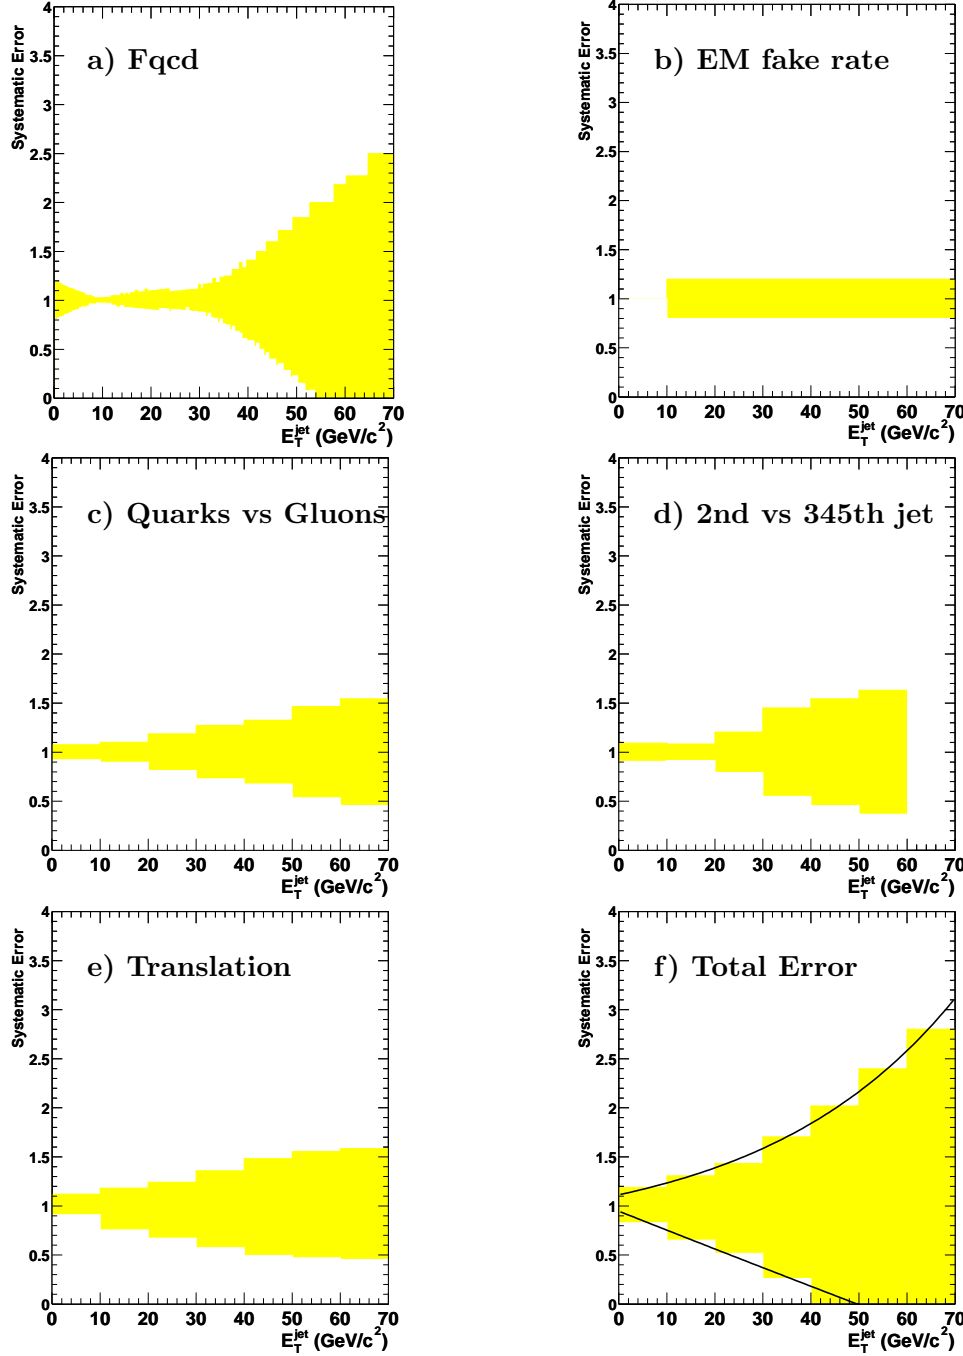 a) Fqcd
Systematic Error
4
3.5
3
2.5
2
1.5
1
0.5
0
0 10 20 30 40 50 60 70
E_T^jet (GeV/c^2)
b) EM fake rate
Systematic Error
4
3.5
3
2.5
2
1.5
1
0.5
0
0 10 20 30 40 50 60 70
E_T^jet (GeV/c^2)
c) Quarks vs Gluons
Systematic Error
4
3.5
3
2.5
2
1.5
1
0.5
0
0 10 20 30 40 50 60 70
E_T^jet (GeV/c^2)
d) 2nd vs 345th jet
Systematic Error
4
3.5
3
2.5
2
1.5
1
0.5
0
0 10 20 30 40 50 60 70
E_T^jet (GeV/c^2)
e) Translation
Systematic Error
4
3.5
3
2.5
2
1.5
1
0.5
0
0 10 20 30 40 50 60 70
E_T^jet (GeV/c^2)
f) Total Error
Systematic Error
4
3.5
3
2.5
2
1.5
1
0.5
0
0 10 20 30 40 50 60 70
E_T^jet (GeV/c^2)